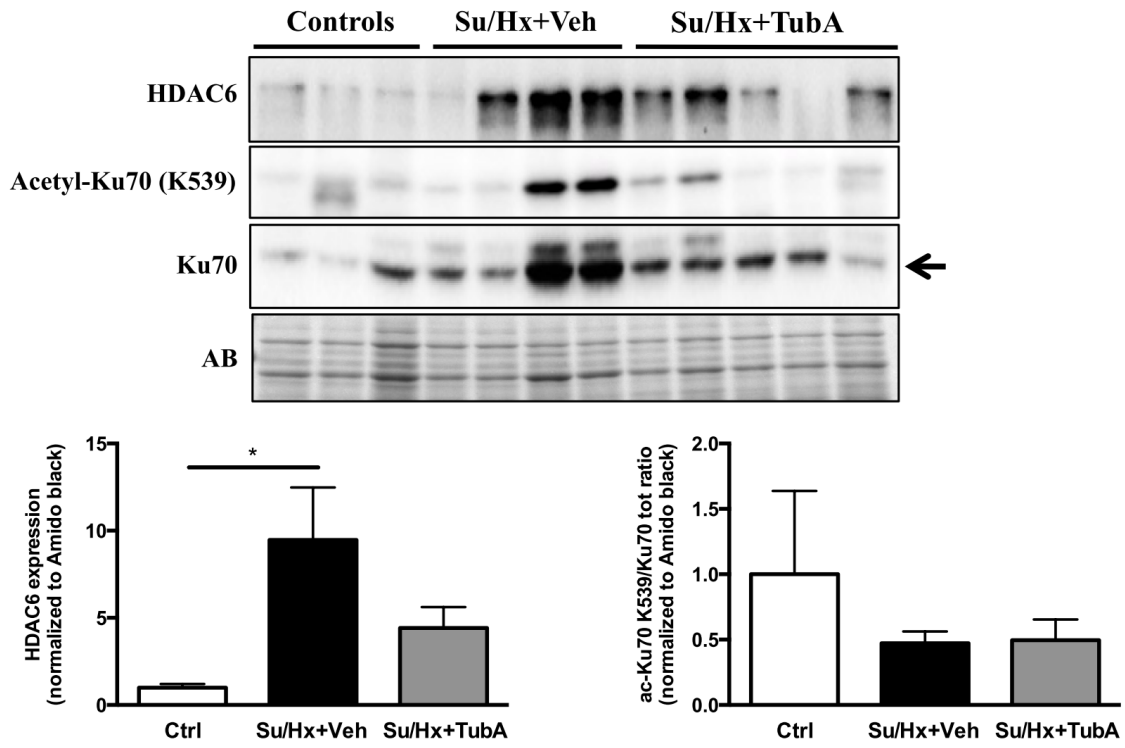 Controls Su/Hx+Veh Su/Hx+TubA
HDAC6
Acetyl-Ku70 (K539)
Ku70
AB
HDAC6 expression
(normalized to Amido black)
15
10
5
0
*
Ctrl Su/Hx+Veh Su/Hx+TubA
ac-Ku70 K539/Ku70 tot ratio
(normalized to Amido black)
2.0
1.5
1.0
0.5
0.0
Ctrl Su/Hx+Veh Su/Hx+TubA